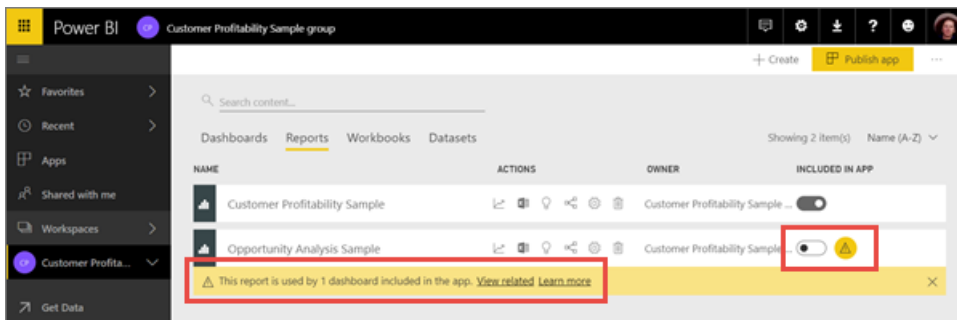 Power BI CP Customer Profitability Sample group
+ Create Publish app ...
Favorites
Search content...
Recent
Dashboards Reports Workbooks Datasets Showing 2 item(s) Name (A-Z)
Apps
NAME ACTIONS OWNER INCLUDED IN APP
Shared with me
Customer Profitability Sample Customer Profitability Sample ...
Workspaces
Opportunity Analysis Sample Customer Profitability Sample ...
CP Customer Profita...
This report is used by 1 dashboard included in the app. View related Learn more
Get Data